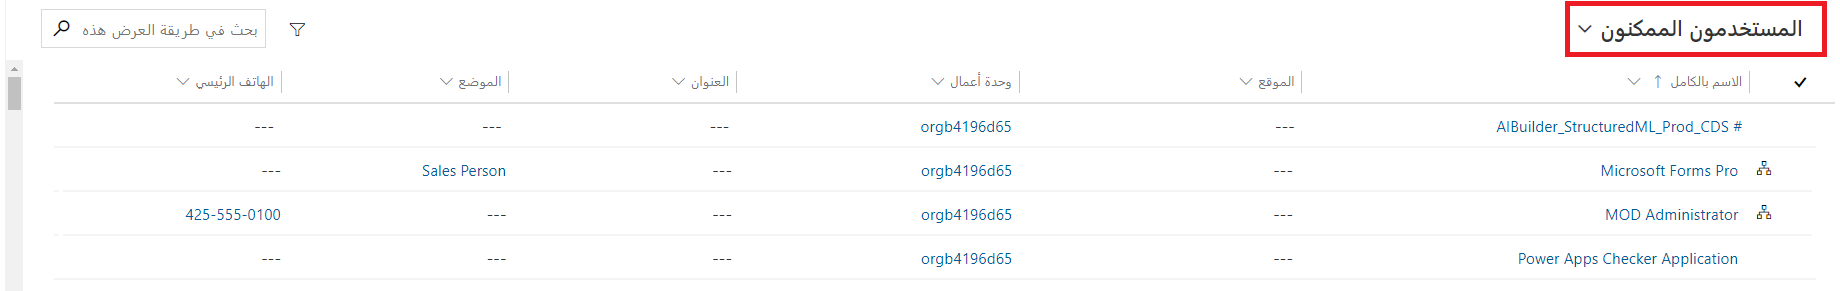 المستخدمون الممكنون
بحث في طريقة العرض هذه
الاسم بالكامل الموقع وحدة أعمال العنوان الموضع الهاتف الرئيسي
# AIBuilder_StructuredML_Prod_CDS --- orgb4196d65 --- --- ---
Microsoft Forms Pro --- orgb4196d65 --- Sales Person ---
MOD Administrator --- orgb4196d65 --- --- 425-555-0100
Power Apps Checker Application --- orgb4196d65 --- --- ---